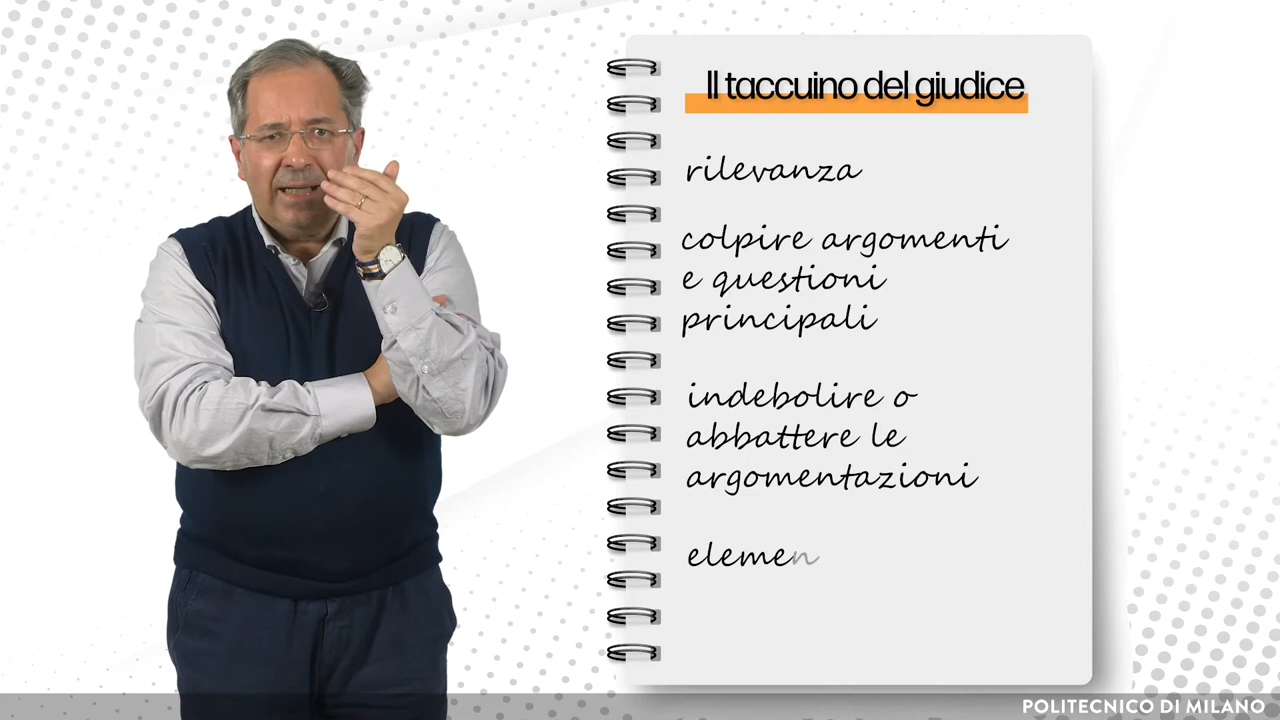 Il taccuino del giudice
rilevanza
colpire argomenti
e questioni
principali
indebolire o
abbattere le
argomentazioni
elemen
POLITECNICO DI MILANO